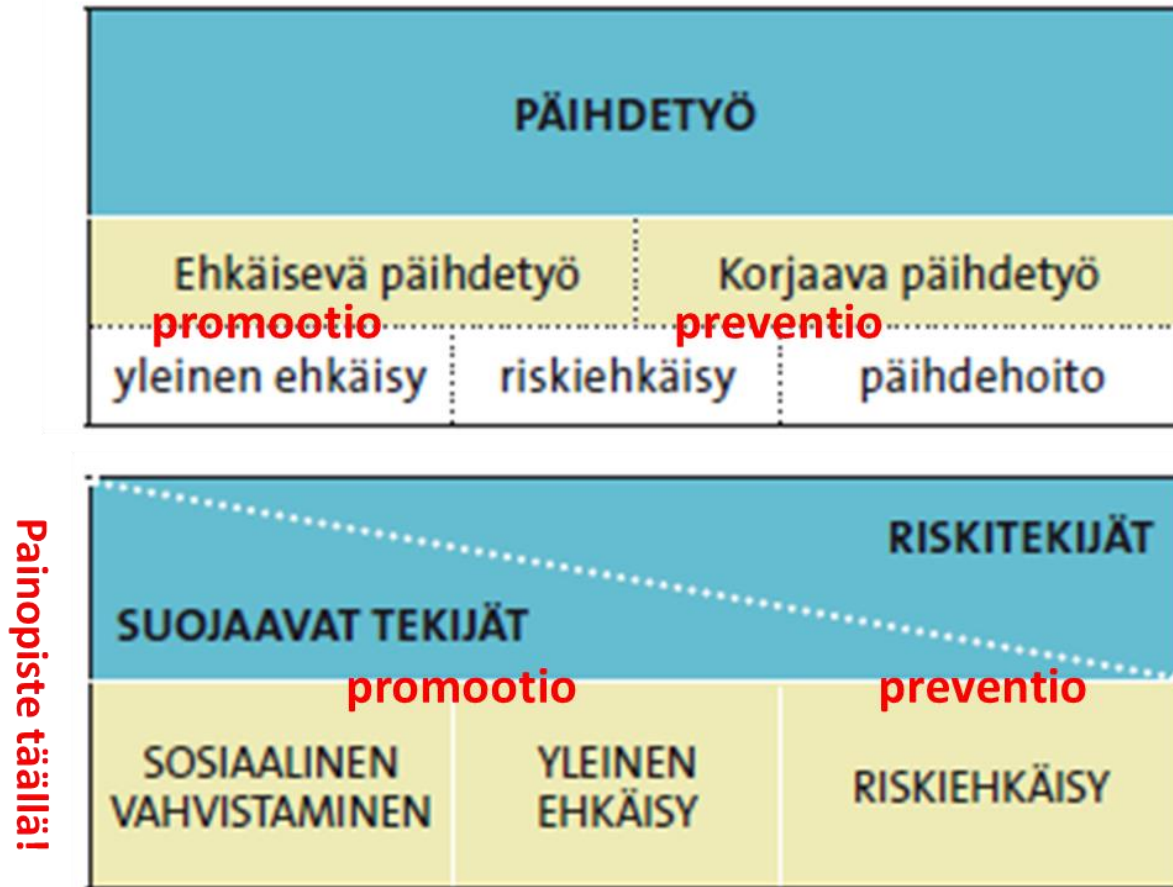 PÄIHDETYÖ
Ehkäisevä päihdetyö Korjaava päihdetyö
promootio preventio
yleinen ehkäisy riskiehkäisy päihdehoito
Painopiste täällä!
RISKITEKIJÄT
SUOJAAVAT TEKIJÄT
promootio preventio
SOSIAALINEN VAHVISTAMINEN
YLEINEN EHKÄISY
RISKIEHKÄISY